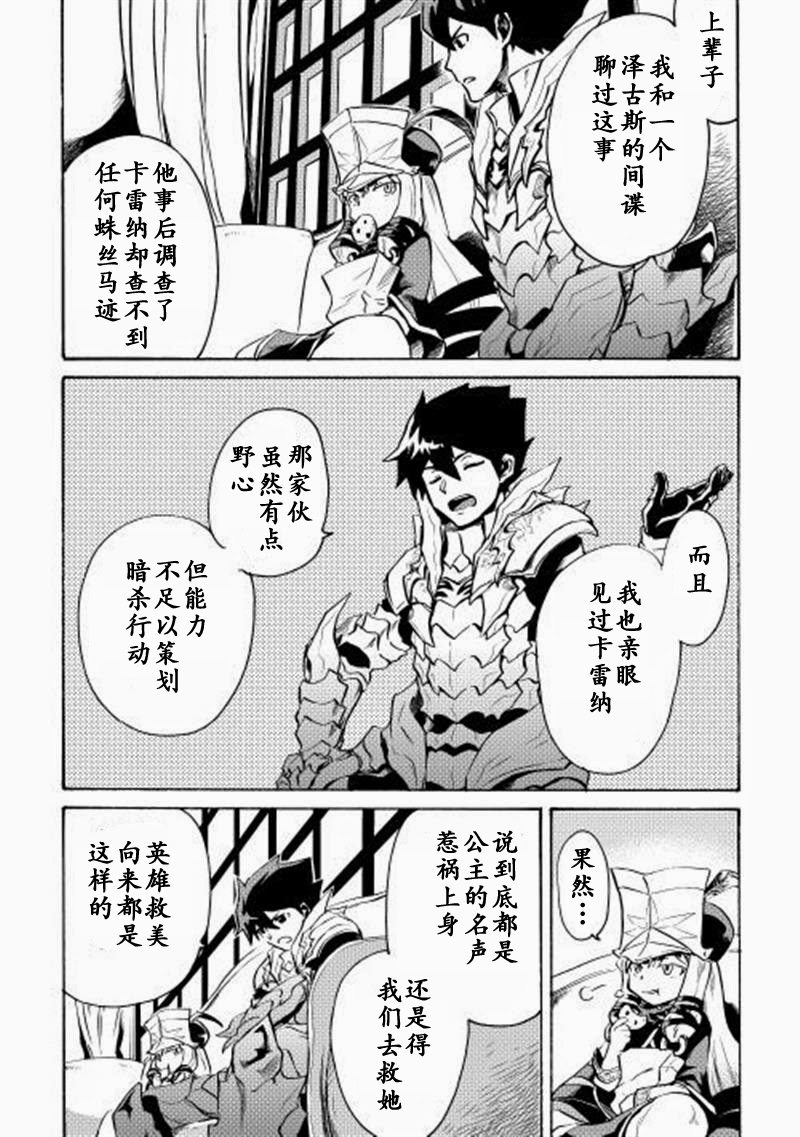 上辈子
我和一个
泽古斯的间谍
聊过这事
他事后调查了
卡雷纳却查不到
任何蛛丝马迹
而且
我也亲眼
见过卡雷纳
那家伙
虽然有点
野心
但能力
不足以策划
暗杀行动
果然…
说到底都是
公主的名声
惹祸上身
还是得
我们去救她
英雄救美
向来都是
这样的